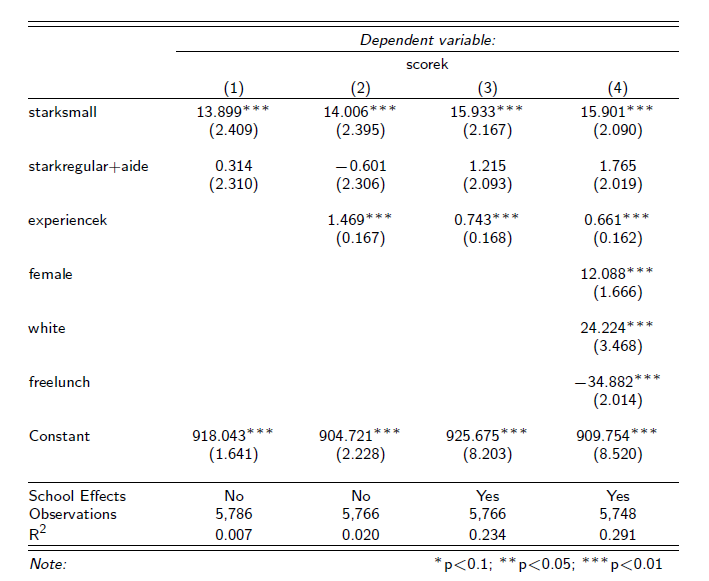 Dependent variable:
scorek
(1) (2) (3) (4)
starksmall 13.899*** 14.006*** 15.933*** 15.901***
(2.409) (2.395) (2.167) (2.090)
starkregular+aide 0.314 −0.601 1.215 1.765
(2.310) (2.306) (2.093) (2.019)
experiencek 1.469*** 0.743*** 0.661***
(0.167) (0.168) (0.162)
female 12.088***
(1.666)
white 24.224***
(3.468)
freelunch −34.882***
(2.014)
Constant 918.043*** 904.721*** 925.675*** 909.754***
(1.641) (2.228) (8.203) (8.520)
School Effects No No Yes Yes
Observations 5,786 5,766 5,766 5,748
R2 0.007 0.020 0.234 0.291
Note: *p<0.1; **p<0.05; ***p<0.01